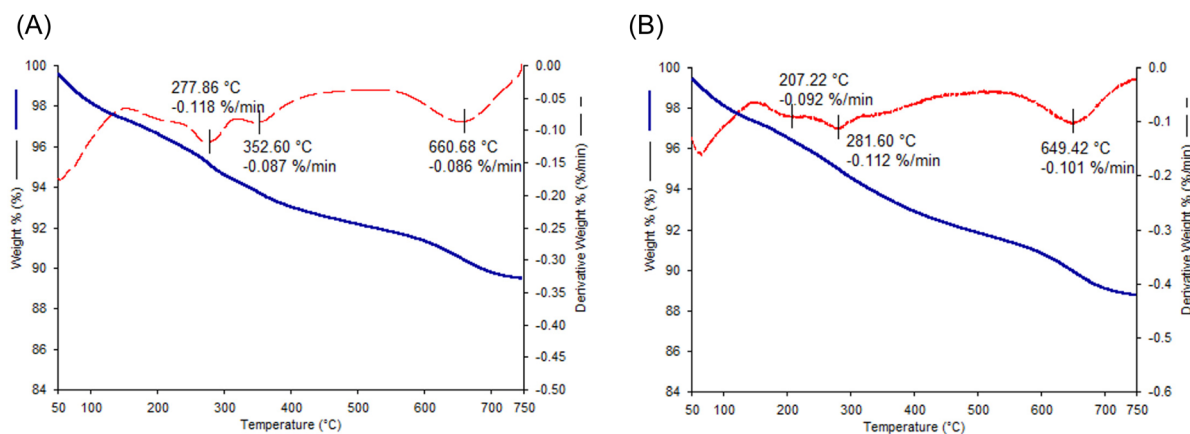 (A)
100
98
96
94
92
90
88
86
84
Weight % (%)
277.86 °C
-0.118 %/min
352.60 °C
-0.087 %/min
660.68 °C
-0.086 %/min
0.00
-0.05
-0.10
-0.15
-0.20
-0.25
-0.30
-0.35
-0.40
-0.45
-0.50
Derivative Weight % (%/min)
50 100 200 300 400 500 600 700 750
Temperature (°C)
(B)
100
98
96
94
92
90
88
86
84
Weight % (%)
207.22 °C
-0.092 %/min
281.60 °C
-0.112 %/min
649.42 °C
-0.101 %/min
0.0
-0.1
-0.2
-0.3
-0.4
-0.5
-0.6
Derivative Weight % (%/min)
50 100 200 300 400 500 600 700 750
Temperature (°C)